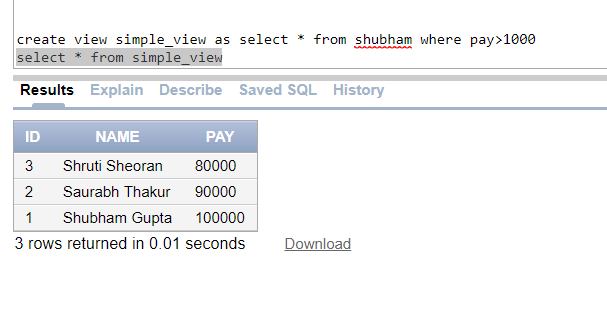 create view simple_view as select * from shubham where pay>1000
select * from simple_view
Results Explain Describe Saved SQL History
ID NAME PAY
3 Shruti Sheoran 80000
2 Saurabh Thakur 90000
1 Shubham Gupta 100000
3 rows returned in 0.01 seconds Download